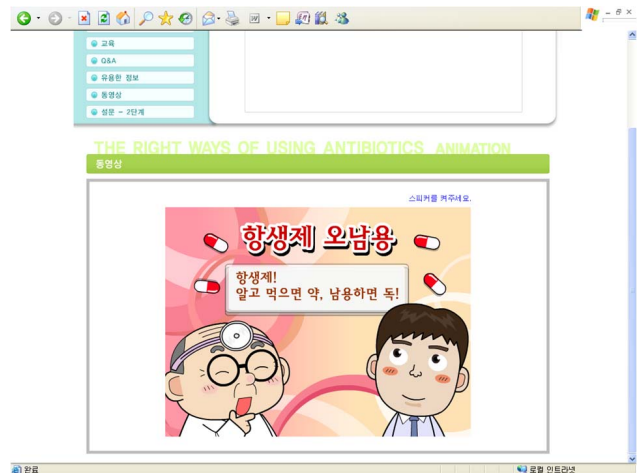 교육
Q&A
유용한 정보
동영상
설문 - 2단계
THE RIGHT WAYS OF USING ANTIBIOTICS ANIMATION
동영상
스피커를 켜주세요.
항생제 오남용
항생제!
알고 먹으면 약, 남용하면 독!
완료
로컬 인트라넷